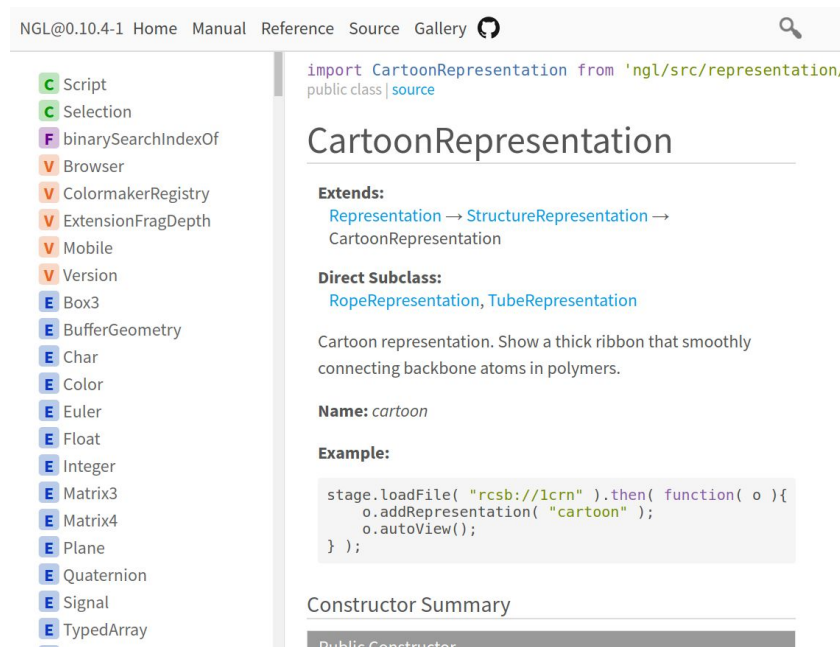 NGL@0.10.4-1 Home Manual Reference Source Gallery
C Script
C Selection
F binarySearchIndexOf
V Browser
V ColormakerRegistry
V ExtensionFragDepth
V Mobile
V Version
E Box3
E BufferGeometry
E Char
E Color
E Euler
E Float
E Integer
E Matrix3
E Matrix4
E Plane
E Quaternion
E Signal
E TypedArray
import CartoonRepresentation from 'ngl/src/representation/
public class | source
CartoonRepresentation
Extends:
Representation → StructureRepresentation →
CartoonRepresentation
Direct Subclass:
RopeRepresentation, TubeRepresentation
Cartoon representation. Show a thick ribbon that smoothly
connecting backbone atoms in polymers.
Name: cartoon
Example:
stage.loadFile( "rcsb://1crn" ).then( function( o ){
    o.addRepresentation( "cartoon" );
    o.autoView();
} );
Constructor Summary
Public Constructor